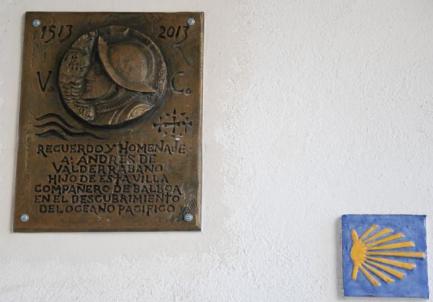 1513 2013
V. C.
RECUERDO Y HOMENAJE
A: ANDRES DE
VALDERRABANO
HIJO DE ESTA VILLA
COMPAÑERO DE BALBOA
EN EL DESCUBRIMIENTO
DEL OCEANO PACIFICO